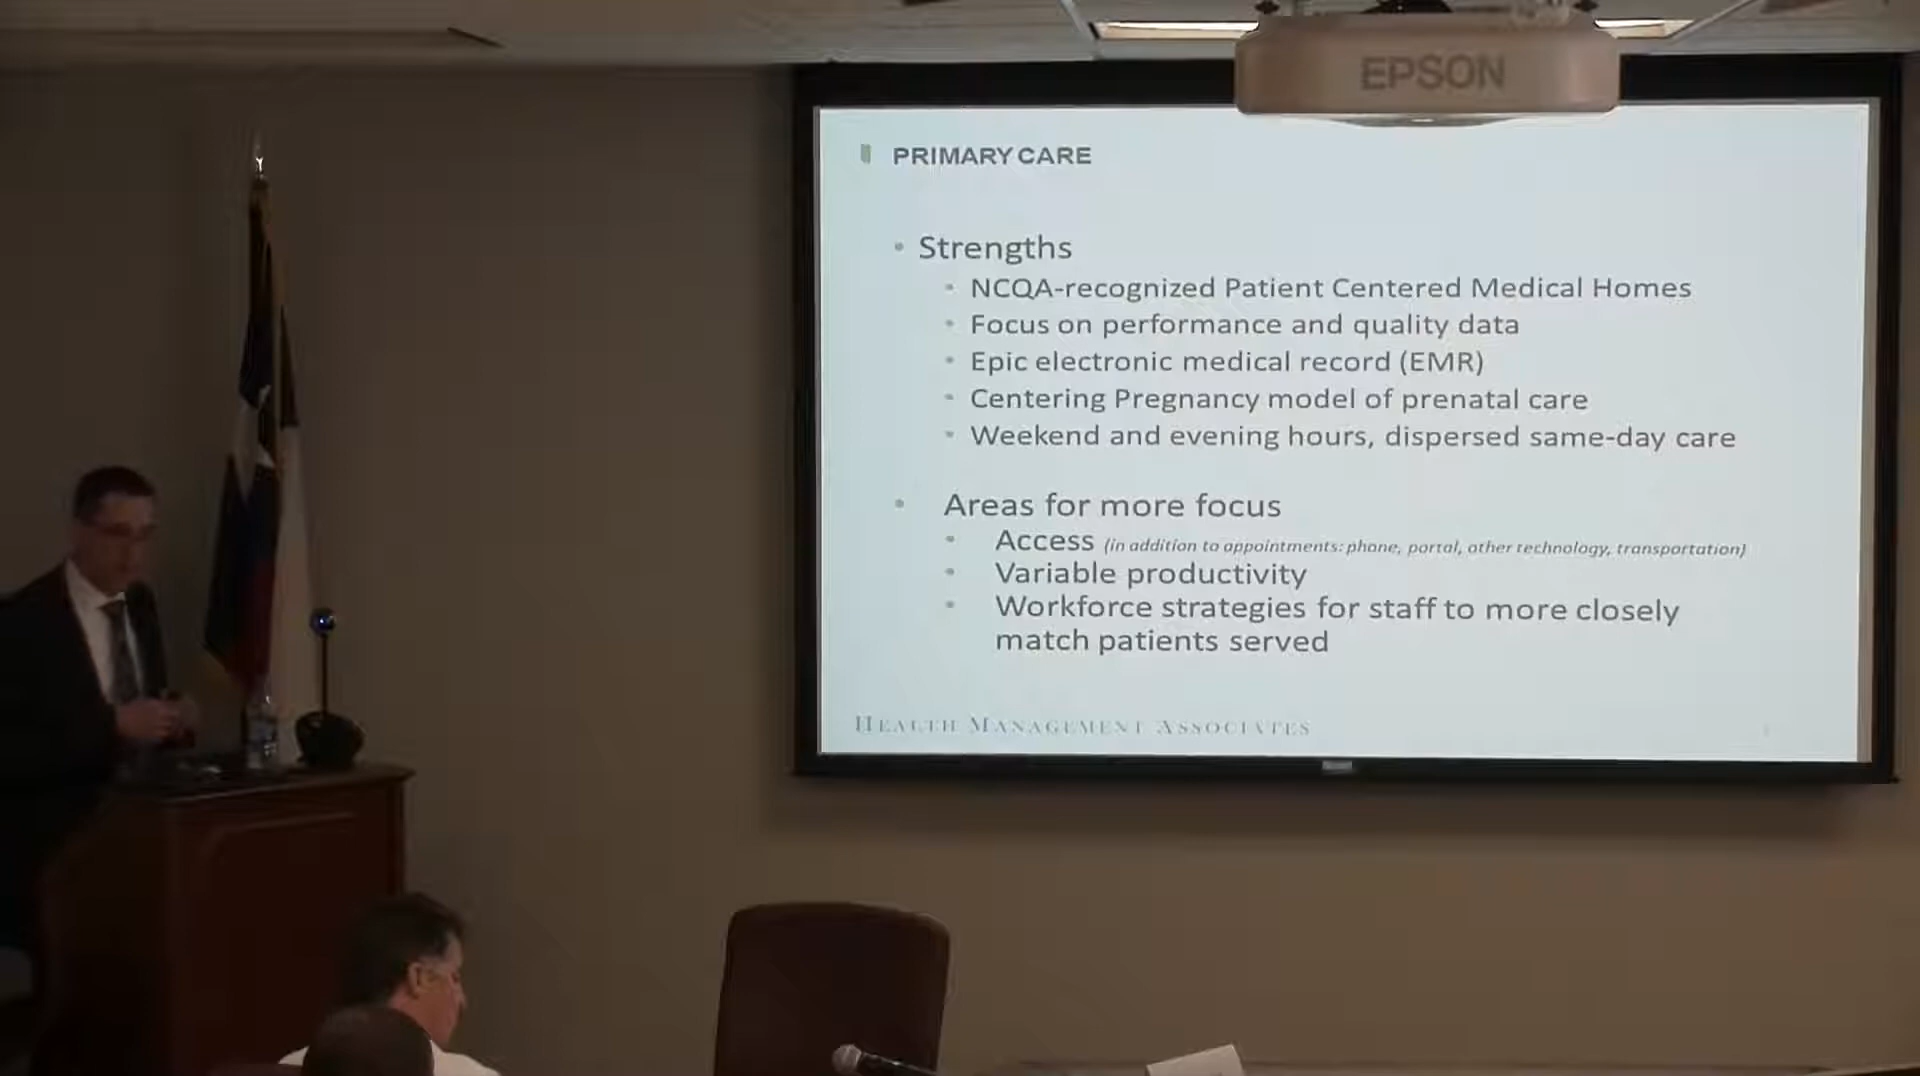 EPSON
PRIMARY CARE
• Strengths
• NCQA-recognized Patient Centered Medical Homes
• Focus on performance and quality data
• Epic electronic medical record (EMR)
• Centering Pregnancy model of prenatal care
• Weekend and evening hours, dispersed same-day care
• Areas for more focus
• Access (in addition to appointments: phone, portal, other technology, transportation)
• Variable productivity
• Workforce strategies for staff to more closely
match patients served
HEALTH MANAGEMENT ASSOCIATES